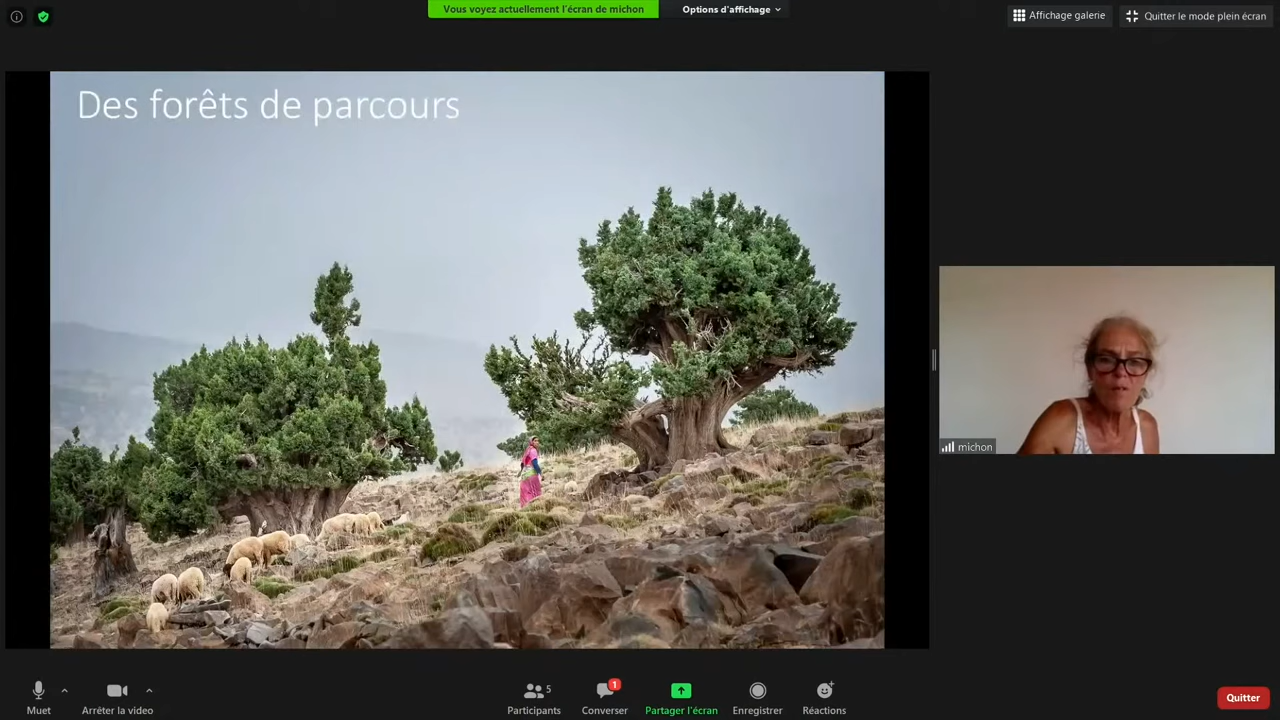 Vous voyez actuellement l'écran de michon
Options d'affichage
Affichage galerie
Quitter le mode plein écran
Des forêts de parcours
michon
Muet
Arrêter la video
5
Participants
1
Converser
Partager l'écran
Enregistrer
Réactions
Quitter